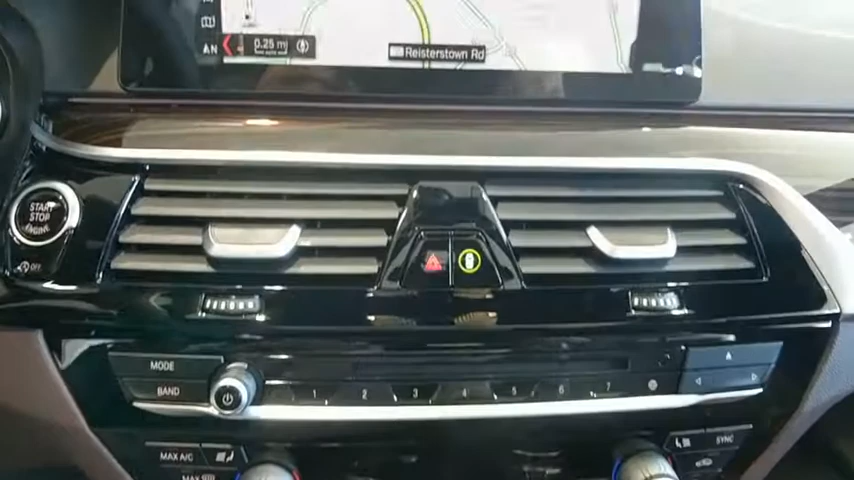 0.25 mi
Reisterstown Rd
N
START
STOP
ENGINE
OFF
MODE
BAND
1 2 3 4 5 6 7 8
MAX A/C
SYNC
MAX